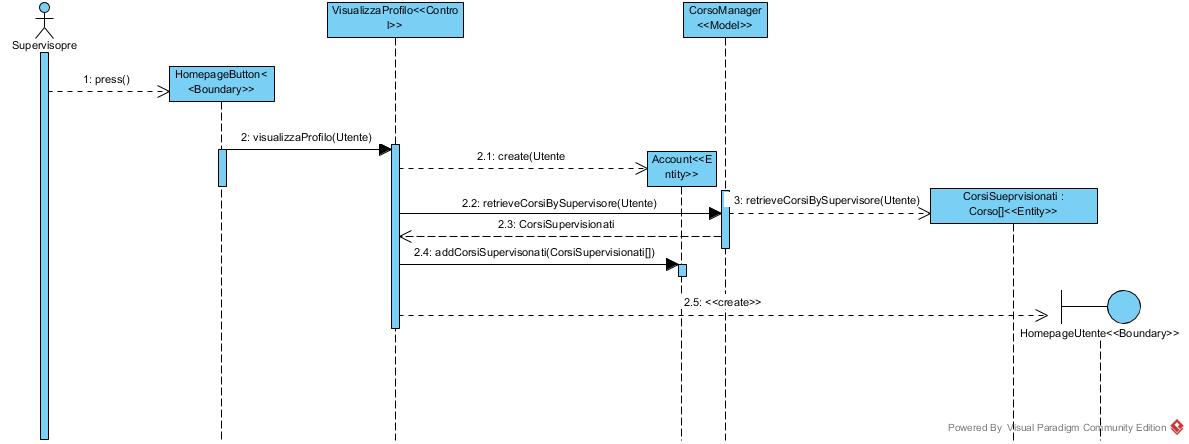 VisualizzaProfilo<<Contro
l>>
CorsoManager
<<Model>>
Supervisopre
1: press()
HomepageButton<
<Boundary>>
2: visualizzaProfilo(Utente)
2.1: create(Utente
Account<<E
ntity>>
2.2: retrieveCorsiBySupervisore(Utente)
3: retrieveCorsiBySupervisore(Utente)
CorsiSueprvisionati :
Corso[]<<Entity>>
2.3: CorsiSupervisionati
2.4: addCorsiSupervisonati(CorsiSupervisionati[])
2.5: <<create>>
HomepageUtente<<Boundary>>
Powered By Visual Paradigm Community Edition